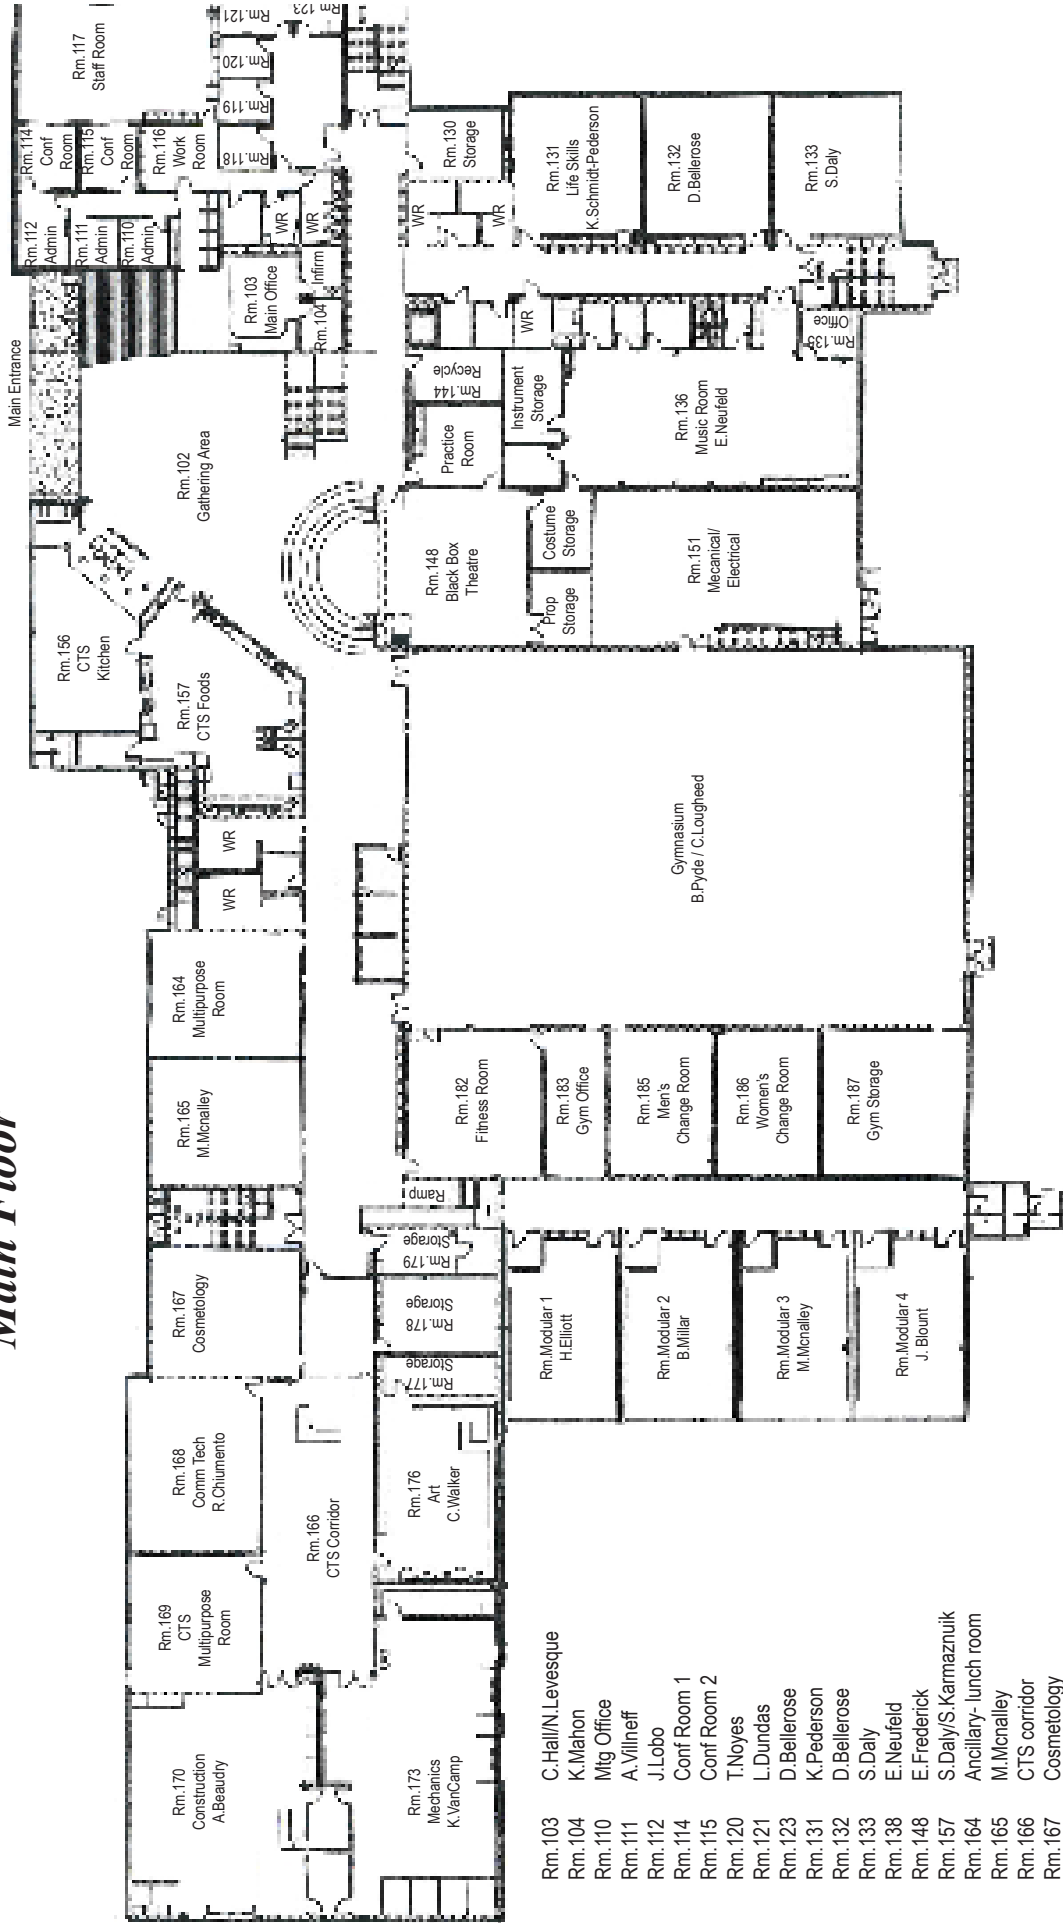 Main Floor
Main Entrance
Rm.117
Staff Room
Rm.114
Conf
Room
Rm.115
Conf
Room
Rm.116
Work
Room
Rm.112
Admin
Rm.111
Admin
Rm.110
Admin
Rm.118
Rm.119
Rm.120
Rm.121
Rm.123
WR
WR
Rm.103
Main Office
Infirm
Rm.104
Rm.102
Gathering Area
Rm.156
CTS
Kitchen
Rm.157
CTS Foods
WR
WR
Rm.164
Multipurpose
Room
Rm.165
M.Mcnalley
Rm.167
Cosmetology
Rm.168
Comm Tech
R.Chiumento
Rm.169
CTS
Multipurpose
Room
Rm.170
Construction
A.Beaudry
Rm.166
CTS Corridor
Rm.173
Mechanics
K.VanCamp
Rm.176
Art
C.Walker
Rm.177
Storage
Rm.178
Storage
Rm.179
Storage
Ramp
Rm.Modular 1
H.Elliott
Rm.Modular 2
B.Millar
Rm.Modular 3
M.Mcnalley
Rm.Modular 4
J. Blount
Rm.182
Fitness Room
Rm.183
Gym Office
Rm.185
Men's
Change Room
Rm.186
Women's
Change Room
Rm.187
Gym Storage
Gymnasium
B.Pyde / C.Lougheed
Rm.148
Black Box
Theatre
Prop
Storage
Costume
Storage
Rm.151
Mecanical/
Electrical
Practice
Room
Rm.144
Recycle
Instrument
Storage
WR
Rm.136
Music Room
E.Neufeld
Rm.138
Office
WR
WR
Rm.130
Storage
Rm.131
Life Skills
K.Schmidt-Pederson
Rm.132
D.Bellerose
Rm.133
S.Daly
Rm.103 C.Hall/N.Levesque
Rm.104 K.Mahon
Rm.110 Mtg Office
Rm.111 A.Villneff
Rm.112 J.Lobo
Rm.114 Conf Room 1
Rm.115 Conf Room 2
Rm.120 T.Noyes
Rm.121 L.Dundas
Rm.123 D.Bellerose
Rm.131 K.Pederson
Rm.132 D.Bellerose
Rm.133 S.Daly
Rm.138 E.Neufeld
Rm.148 E.Frederick
Rm.157 S.Daly/S.Karmaznuik
Rm.164 Ancillary- lunch room
Rm.165 M.Mcnalley
Rm.166 CTS corridor
Rm.167 Cosmetology